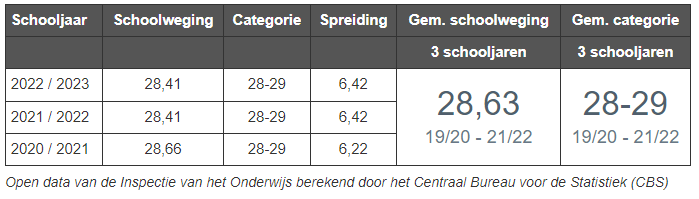 Schooljaar Schoolweging Categorie Spreiding Gem. schoolweging Gem. categorie
3 schooljaren 3 schooljaren
2022 / 2023 28,41 28-29 6,42
2021 / 2022 28,41 28-29 6,42
2020 / 2021 28,66 28-29 6,22
28,63 28-29
19/20 - 21/22 19/20 - 21/22
Open data van de Inspectie van het Onderwijs berekend door het Centraal Bureau voor de Statistiek (CBS)